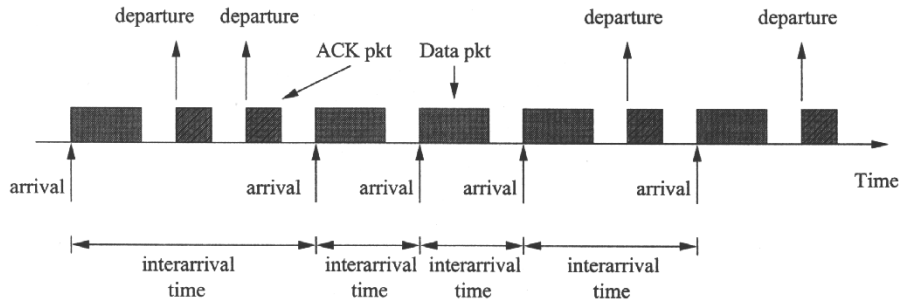 departure departure departure departure
ACK pkt Data pkt
arrival arrival arrival arrival arrival Time
interarrival interarrival interarrival interarrival
time time time time